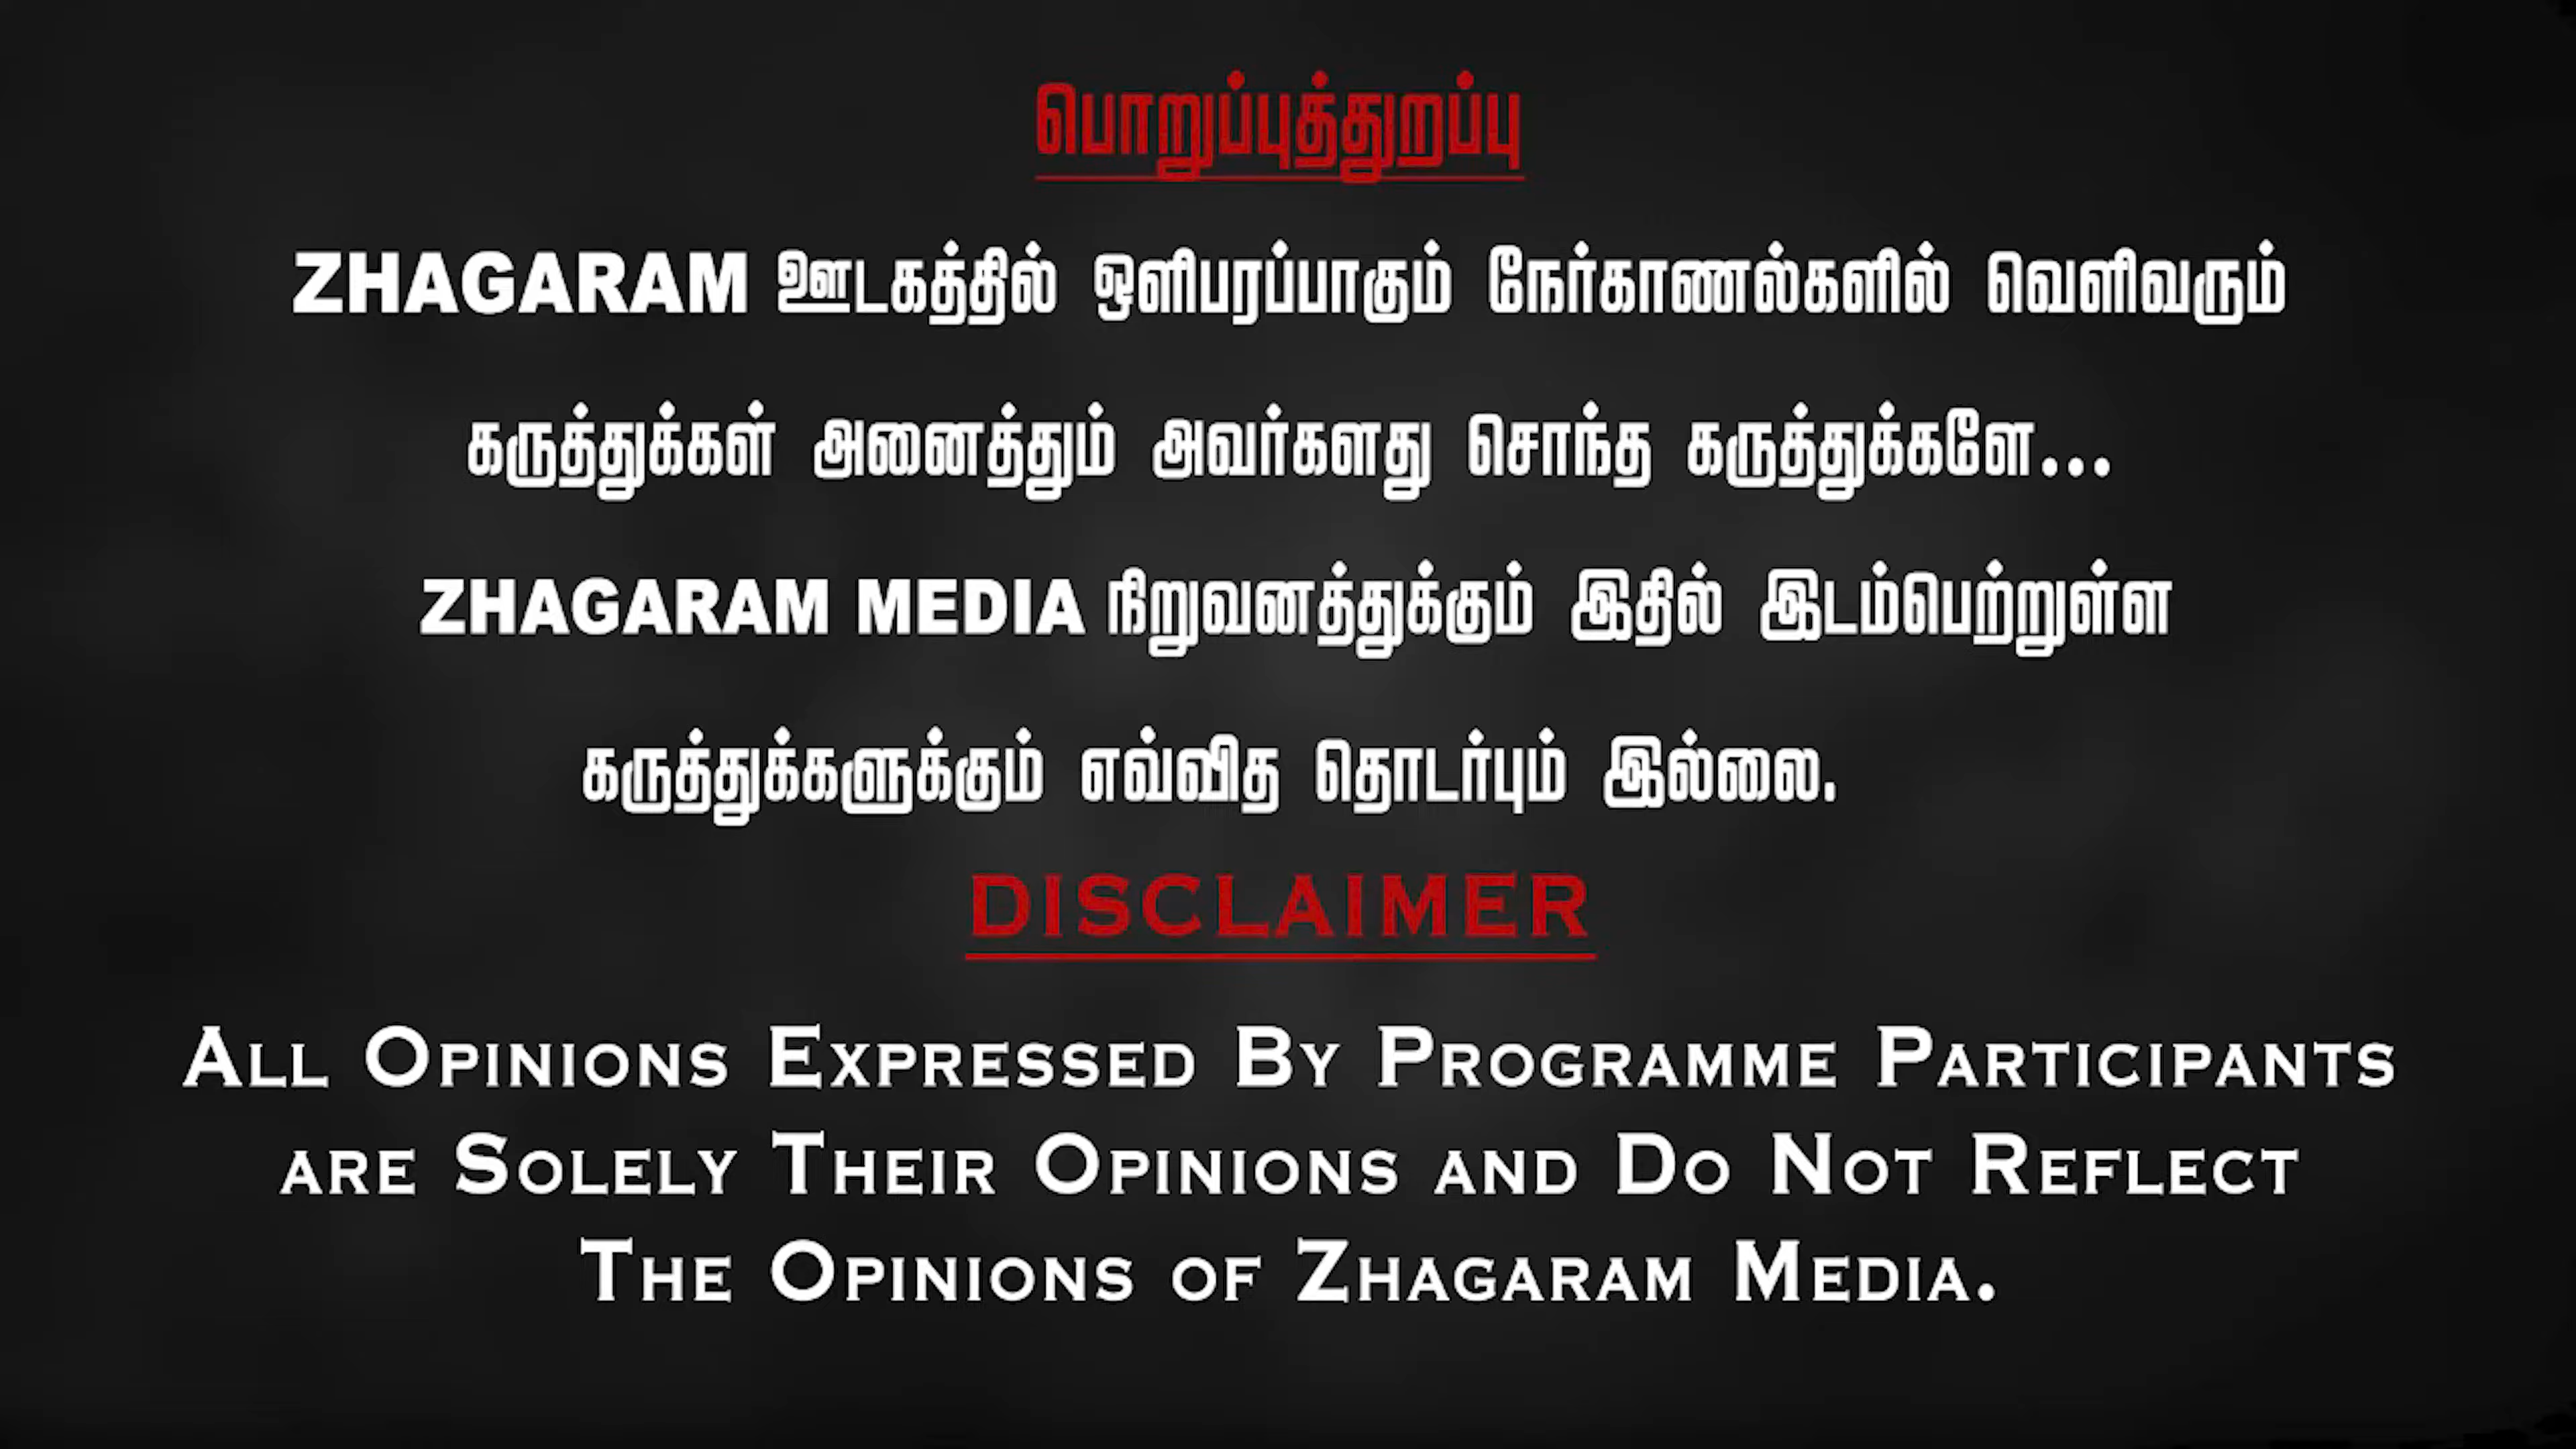 பொறுப்புத்துறப்பு
ZHAGARAM ஊடகத்தில் ஒளிபரப்பாகும் நேர்காணல்களில் வெளிவரும்
கருத்துக்கள் அனைத்தும் அவர்களது சொந்த கருத்துக்களே...
ZHAGARAM MEDIA நிறுவனத்துக்கும் இதில் இடம்பெற்றுள்ள
கருத்துக்களுக்கும் எவ்வித தொடர்பும் இல்லை.
DISCLAIMER
All Opinions Expressed By Programme Participants
are Solely Their Opinions and Do Not Reflect
The Opinions of Zhagaram Media.